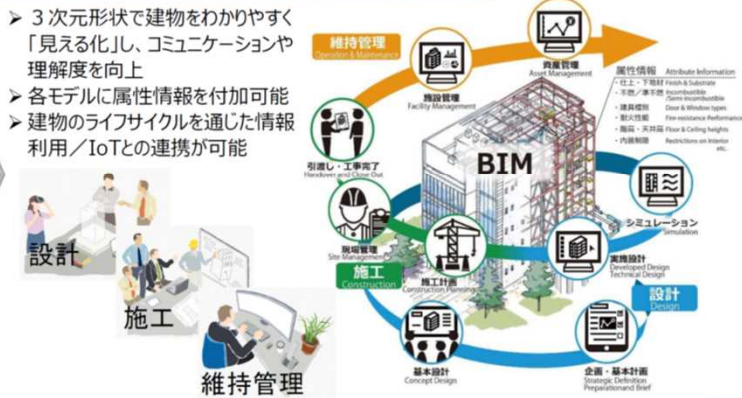 ➢ ３次元形状で建物をわかりやすく
「見える化」し、コミュニケーションや
理解度を向上
➢ 各モデルに属性情報を付加可能
➢ 建物のライフサイクルを通じた情報
利用／IoTとの連携が可能
設計
施工
維持管理
維持管理
Operation & Maintenance
施設管理
Facility Management
資産管理
Asset Management
属性情報 Attribute Information
・仕上・下地材 Finish & Substrate
・不燃／準不燃 Incombustible
/Semi-incombustible
・建具種別 Door & Window types
・耐火性能 Fire-resistance Performance
・階高・天井高 Floor & Ceiling heights
・内装制限 Restrictions on Interior
etc.
BIM
引渡し・工事完了
Handover and Close Out
シミュレーション
Simulation
現場管理
Site Management
施工
Construction
施工計画
Construction Planning
実施設計
Developed Design
Technical Design
設計
Design
基本設計
Concept Design
企画・基本計画
Strategic Definition
Preparationand Brief